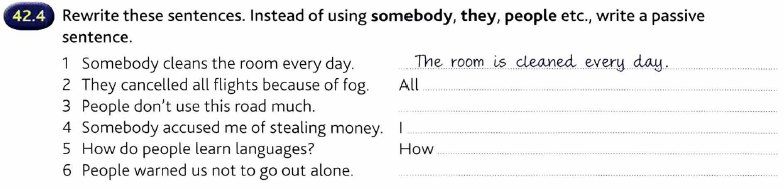 42.4 Rewrite these sentences. Instead of using somebody, they, people etc., write a passive
sentence.
1 Somebody cleans the room every day. The room is cleaned every day.
2 They cancelled all flights because of fog. All
3 People don't use this road much.
4 Somebody accused me of stealing money. I
5 How do people learn languages? How
6 People warned us not to go out alone.